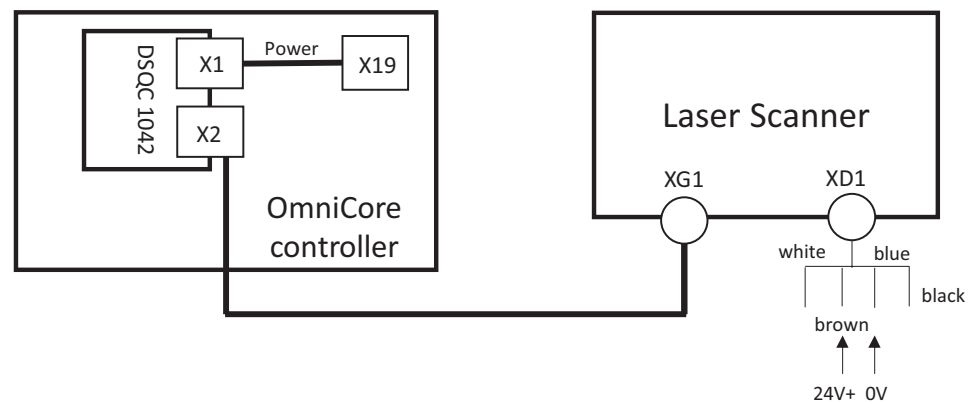 DSQC 1042
X1
Power
X19
X2
OmniCore
controller
Laser Scanner
XG1
XD1
white
blue
black
brown
24V+ 0V